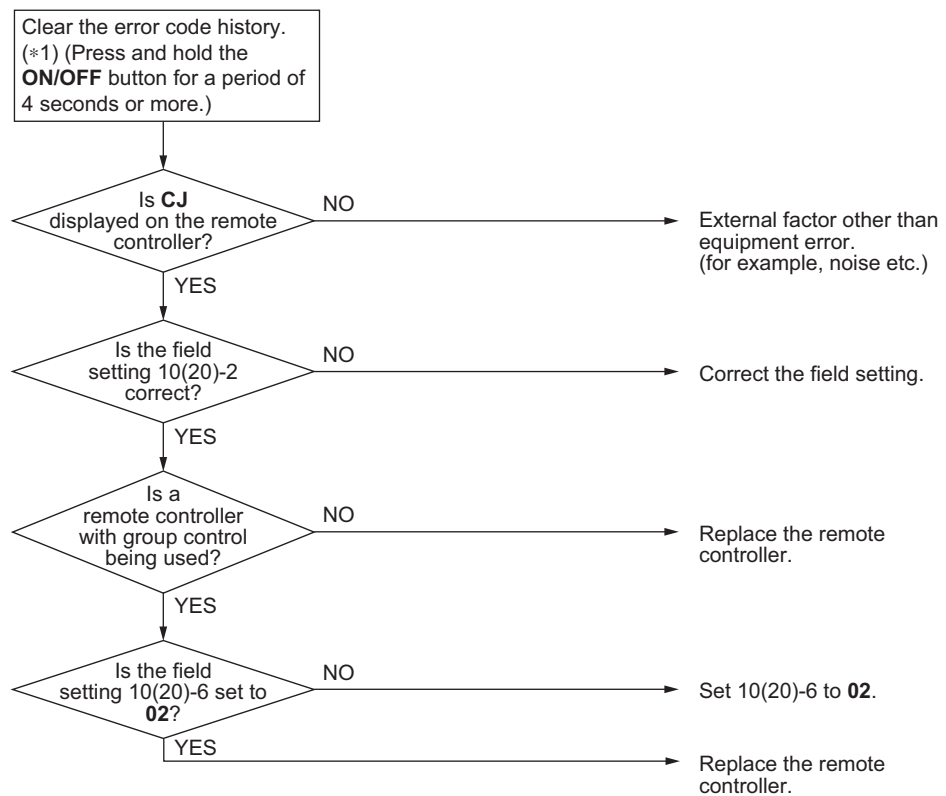 Clear the error code history.
(*1) (Press and hold the
ON/OFF button for a period of
4 seconds or more.)
Is CJ
displayed on the remote
controller?
NO
External factor other than
equipment error.
(for example, noise etc.)
YES
Is the field
setting 10(20)-2
correct?
NO
Correct the field setting.
YES
Is a
remote controller
with group control
being used?
NO
Replace the remote
controller.
YES
Is the field
setting 10(20)-6 set to
02?
NO
Set 10(20)-6 to 02.
YES
Replace the remote
controller.